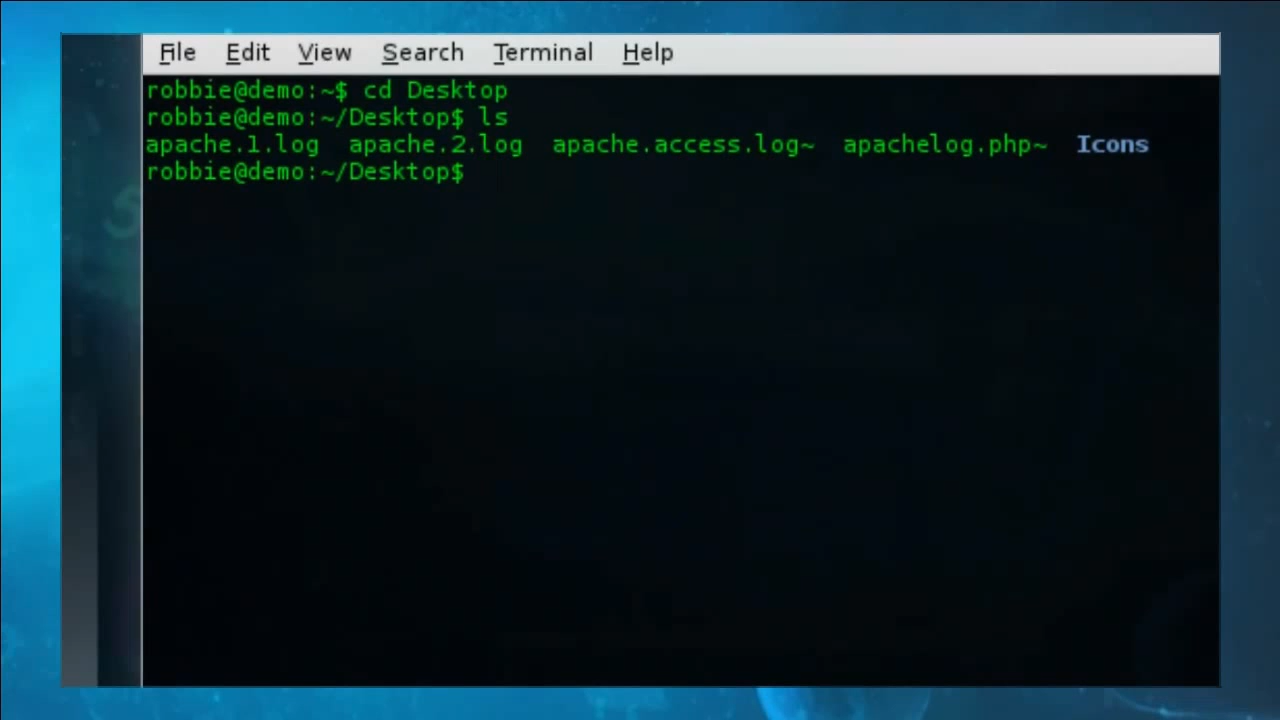 File Edit View Search Terminal Help
robbie@demo:~$ cd Desktop
robbie@demo:~/Desktop$ ls
apache.1.log apache.2.log apache.access.log~ apachelog.php~ Icons
robbie@demo:~/Desktop$